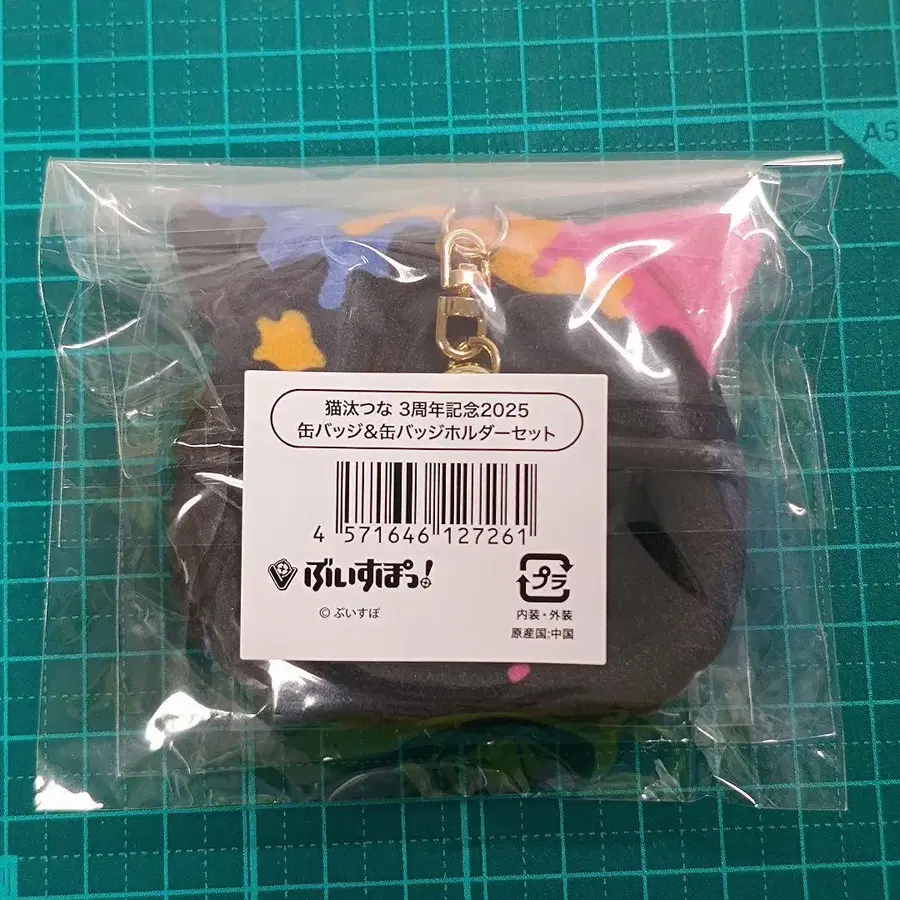 A5
猫汰つな 3周年記念2025
缶バッジ&缶バッジホルダーセット
4 571646 127261
ぶいすぽっ!
© ぶいすぽ
プラ
内装・外装
原産国:中国